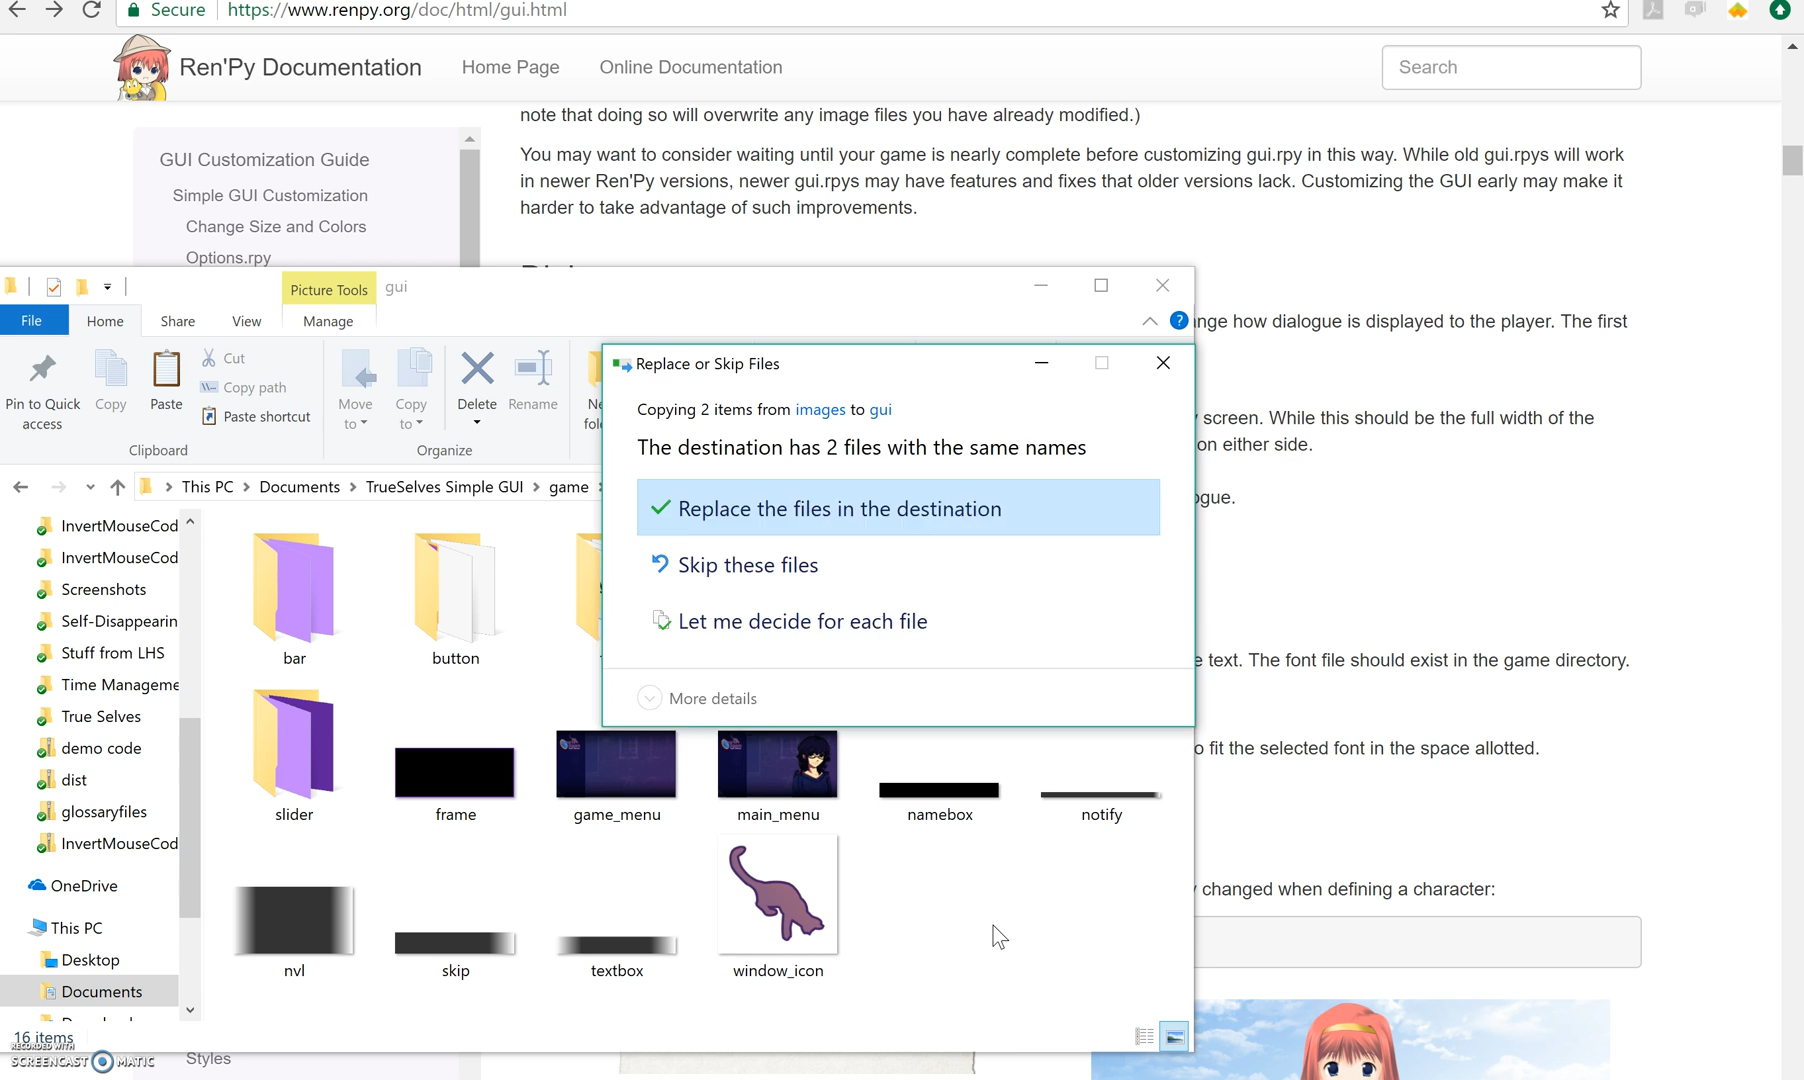 Secure
https://www.renpy.org/doc/html/gui.html
Ren'Py Documentation
Home Page
Online Documentation
Search
note that doing so will overwrite any image files you have already modified.)
You may want to consider waiting until your game is nearly complete before customizing gui.rpy in this way. While old gui.rpys will work
in newer Ren'Py versions, newer gui.rpys may have features and fixes that older versions lack. Customizing the GUI early may make it
harder to take advantage of such improvements.
GUI Customization Guide
Simple GUI Customization
Change Size and Colors
Options.rpy
Picture Tools
gui
File
Home
Share
View
Manage
nge how dialogue is displayed to the player. The first
Pin to Quick
access
Copy
Paste
Cut
Copy path
Paste shortcut
Move
to
Copy
to
Delete
Rename
Ne
fol
Clipboard
Organize
Replace or Skip Files
Copying 2 items from images to gui
The destination has 2 files with the same names
Replace the files in the destination
Skip these files
Let me decide for each file
More details
screen. While this should be the full width of the
on either side.
ogue.
e text. The font file should exist in the game directory.
o fit the selected font in the space allotted.
changed when defining a character:
This PC
Documents
TrueSelves Simple GUI
game
InvertMouseCod
InvertMouseCod
Screenshots
Self-Disappearin
Stuff from LHS
Time Manageme
True Selves
demo code
dist
glossaryfiles
InvertMouseCod
OneDrive
This PC
Desktop
Documents
bar
button
slider
frame
game_menu
main_menu
namebox
notify
nvl
skip
textbox
window_icon
16 items
RECORDED WITH
SCREENCAST MATIC
Styles